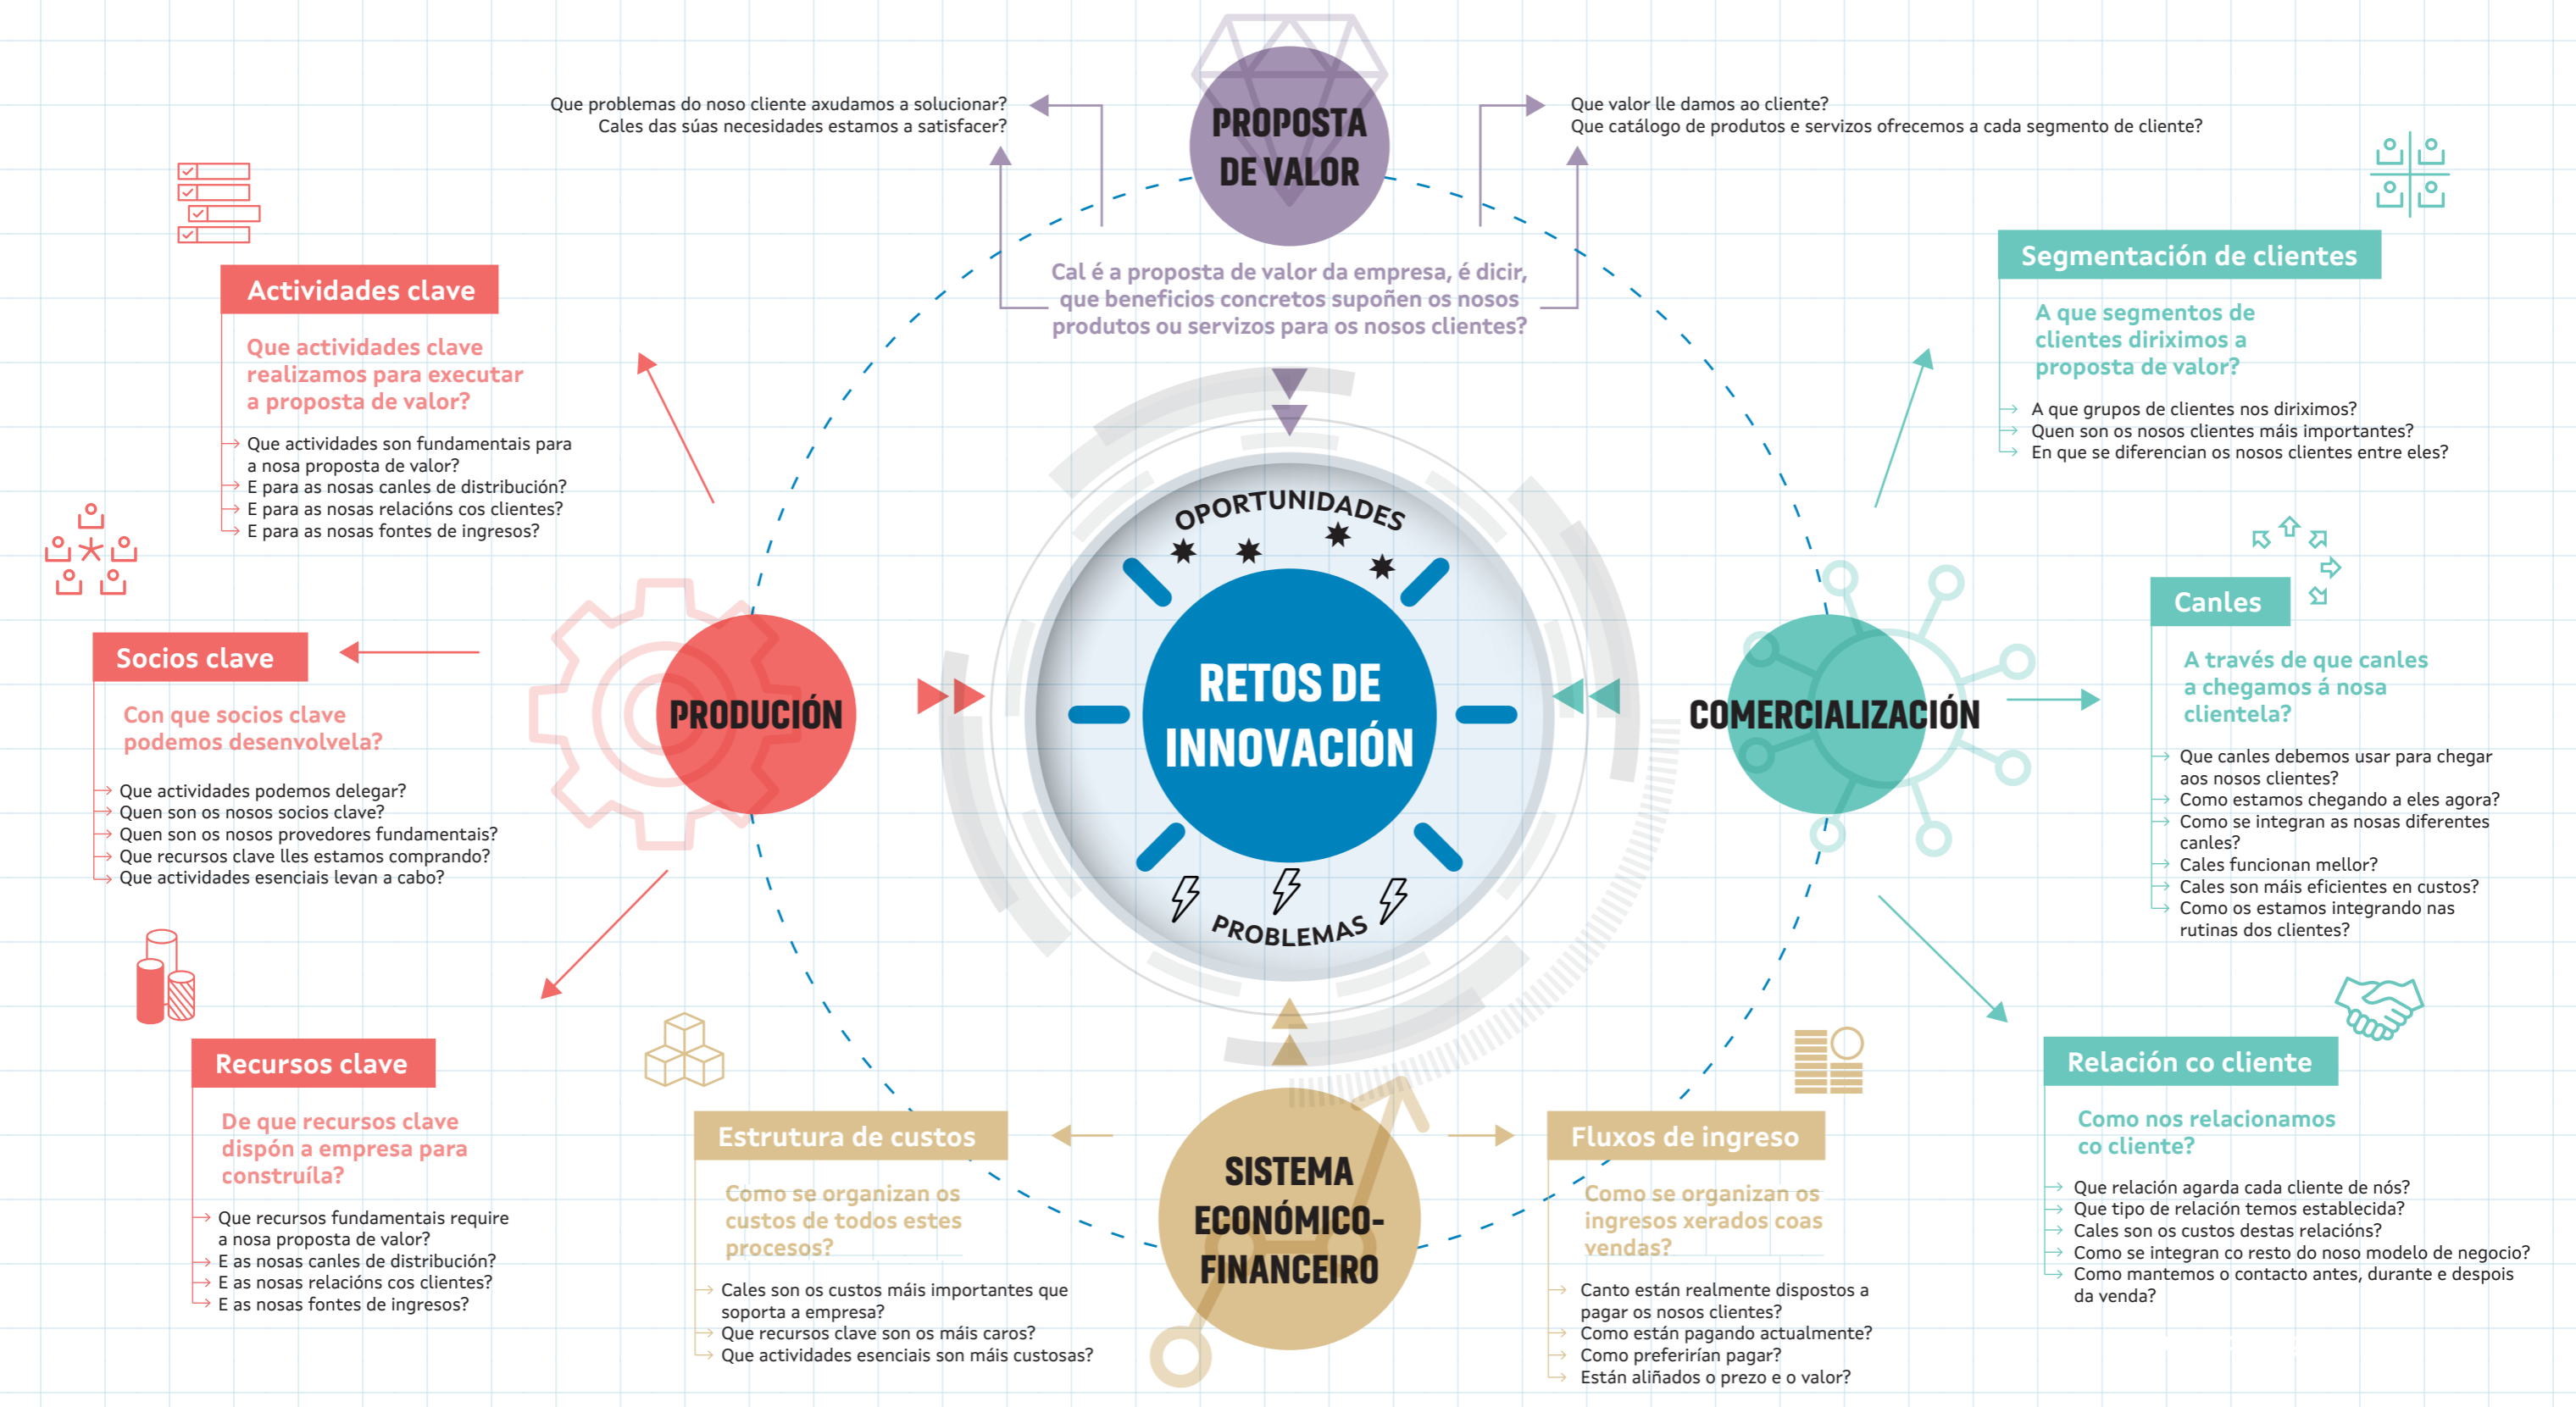 PROPOSTA
DE VALOR
Que problemas do noso cliente axudamos a solucionar?
Cales das súas necesidades estamos a satisfacer?
Que valor lle damos ao cliente?
Que catálogo de produtos e servizos ofrecemos a cada segmento de cliente?
Cal é a proposta de valor da empresa, é dicir,
que beneficios concretos supoñen os nosos
produtos ou servizos para os nosos clientes?
Actividades clave
Que actividades clave
realizamos para executar
a proposta de valor?
Que actividades son fundamentais para
a nosa proposta de valor?
E para as nosas canles de distribución?
E para as nosas relacións cos clientes?
E para as nosas fontes de ingresos?
Socios clave
Con que socios clave
podemos desenvolvela?
Que actividades podemos delegar?
Quen son os nosos socios clave?
Quen son os nosos provedores fundamentais?
Que recursos clave lles estamos comprando?
Que actividades esenciais levan a cabo?
Recursos clave
De que recursos clave
dispón a empresa para
construíla?
Que recursos fundamentais require
a nosa proposta de valor?
E as nosas canles de distribución?
E as nosas relacións cos clientes?
E as nosas fontes de ingresos?
PRODUCIÓN
OPORTUNIDADES
RETOS DE
INNOVACIÓN
PROBLEMAS
COMERCIALIZACIÓN
Segmentación de clientes
A que segmentos de
clientes diriximos a
proposta de valor?
A que grupos de clientes nos diriximos?
Quen son os nosos clientes máis importantes?
En que se diferencian os nosos clientes entre eles?
Canles
A través de que canles
a chegamos á nosa
clientela?
Que canles debemos usar para chegar
aos nosos clientes?
Como estamos chegando a eles agora?
Como se integran as nosas diferentes
canles?
Cales funcionan mellor?
Cales son máis eficientes en custos?
Como os estamos integrando nas
rutinas dos clientes?
Relación co cliente
Como nos relacionamos
co cliente?
Que relación agarda cada cliente de nós?
Que tipo de relación temos establecida?
Cales son os custos destas relacións?
Como se integran co resto do noso modelo de negocio?
Como mantemos o contacto antes, durante e despois
da venda?
Estrutura de custos
Como se organizan os
custos de todos estes
procesos?
Cales son os custos máis importantes que
soporta a empresa?
Que recursos clave son os máis caros?
Que actividades esenciais son máis custosas?
SISTEMA
ECONÓMICO-
FINANCEIRO
Fluxos de ingreso
Como se organizan os
ingresos xerados coas
vendas?
Canto están realmente dispostos a
pagar os nosos clientes?
Como están pagando actualmente?
Como preferirían pagar?
Están aliñados o prezo e o valor?